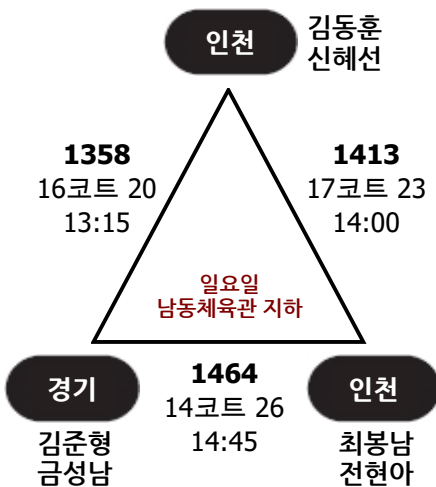 인천
김동훈
신혜선
1358
16코트 20
13:15
1413
17코트 23
14:00
일요일
남동체육관 지하
경기
김준형
금성남
1464
14코트 26
14:45
인천
최봉남
전현아